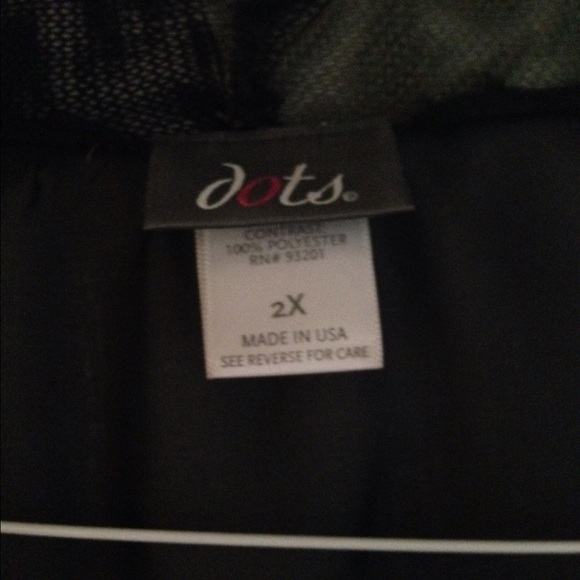 dots.
CONTRAST
100% POLYESTER
RN# 93201
2X
MADE IN USA
SEE REVERSE FOR CARE